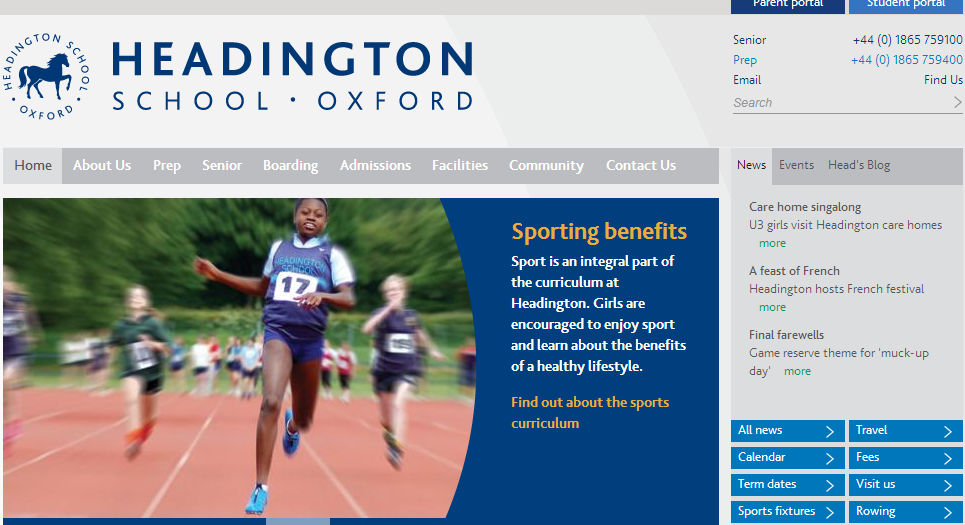 Parent portal
Student portal
HEADINGTON SCHOOL
· OXFORD ·
HEADINGTON
SCHOOL · OXFORD
Senior +44 (0) 1865 759100
Prep +44 (0) 1865 759400
Email Find Us
Search
Home About Us Prep Senior Boarding Admissions Facilities Community Contact Us
News Events Head's Blog
HEADINGTON
SCHOOL
17
Sporting benefits
Sport is an integral part of
the curriculum at
Headington. Girls are
encouraged to enjoy sport
and learn about the benefits
of a healthy lifestyle.
Find out about the sports
curriculum
Care home singalong
U3 girls visit Headington care homes
more
A feast of French
Headington hosts French festival
more
Final farewells
Game reserve theme for 'muck-up
day' more
All news Travel
Calendar Fees
Term dates Visit us
Sports fixtures Rowing